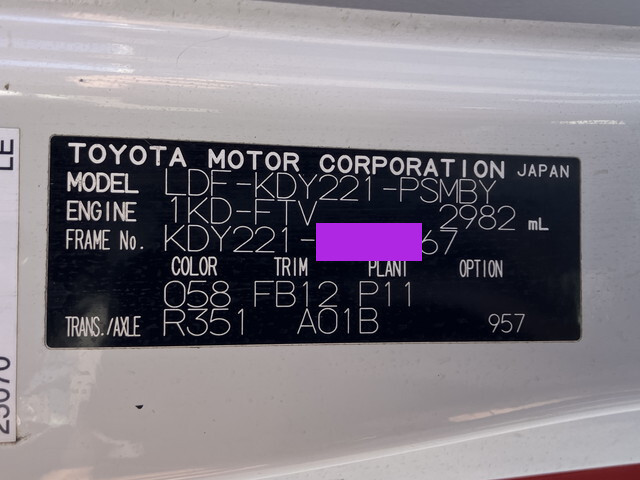 TOYOTA MOTOR CORPORATION JAPAN
MODEL LDF-KDY221-PSMBY
ENGINE 1KD-FTV 2982 mL
FRAME No. KDY221- 67
COLOR TRIM PLANT OPTION
058 FB12 P11
TRANS./AXLE R351 A01B 957
LE